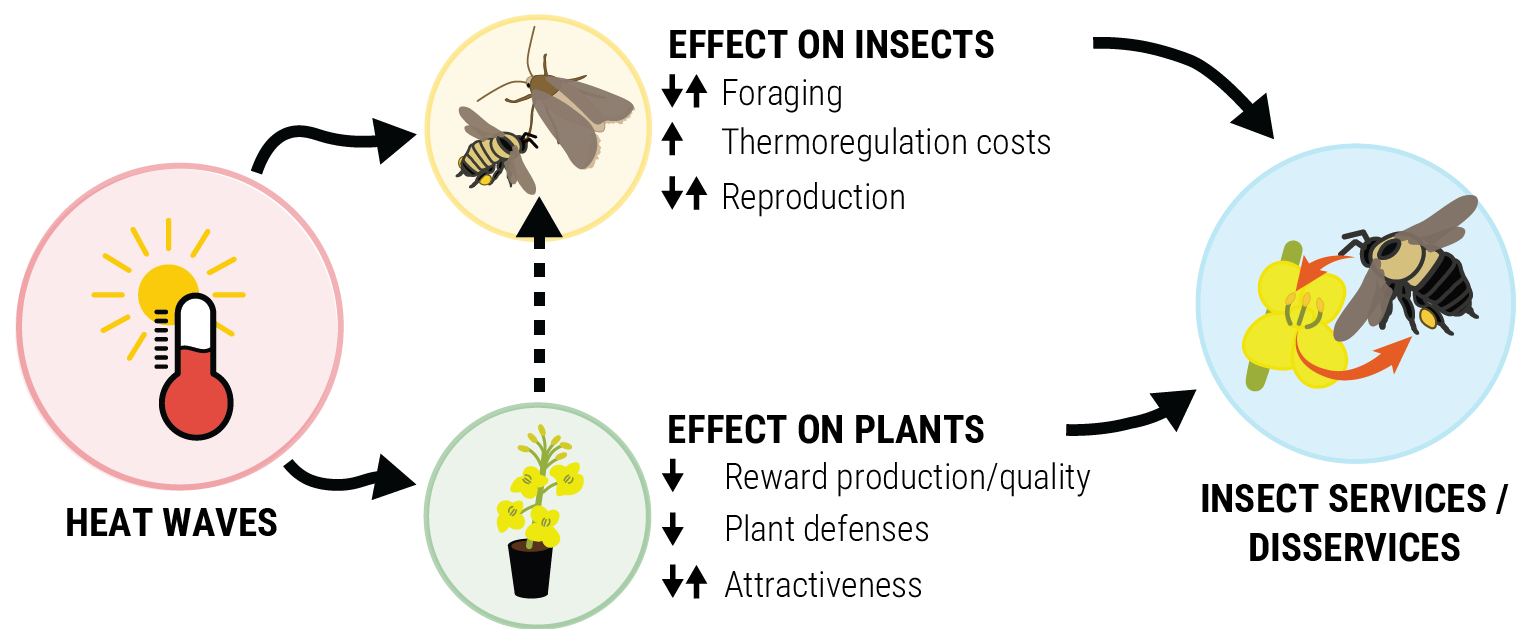 EFFECT ON INSECTS
↓↑ Foraging
↑ Thermoregulation costs
↓↑ Reproduction
HEAT WAVES
EFFECT ON PLANTS
↓ Reward production/quality
↓ Plant defenses
↓↑ Attractiveness
INSECT SERVICES /
DISSERVICES